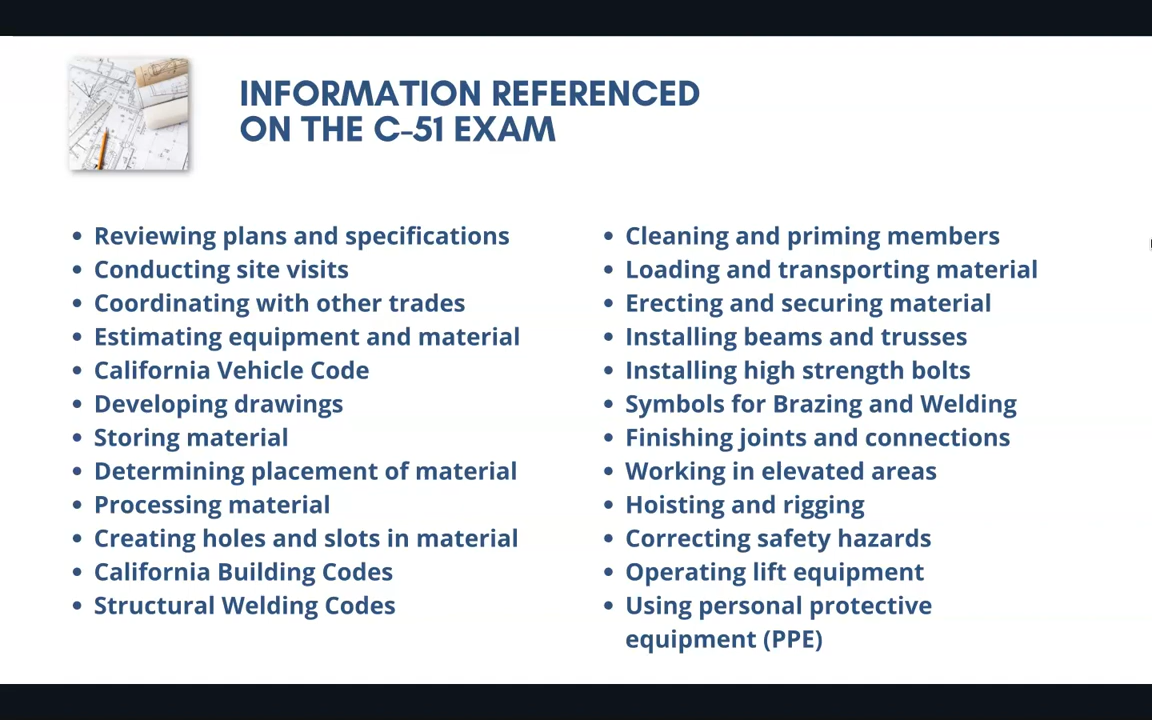 INFORMATION REFERENCED
ON THE C-51 EXAM
• Reviewing plans and specifications
• Conducting site visits
• Coordinating with other trades
• Estimating equipment and material
• California Vehicle Code
• Developing drawings
• Storing material
• Determining placement of material
• Processing material
• Creating holes and slots in material
• California Building Codes
• Structural Welding Codes
• Cleaning and priming members
• Loading and transporting material
• Erecting and securing material
• Installing beams and trusses
• Installing high strength bolts
• Symbols for Brazing and Welding
• Finishing joints and connections
• Working in elevated areas
• Hoisting and rigging
• Correcting safety hazards
• Operating lift equipment
• Using personal protective
equipment (PPE)